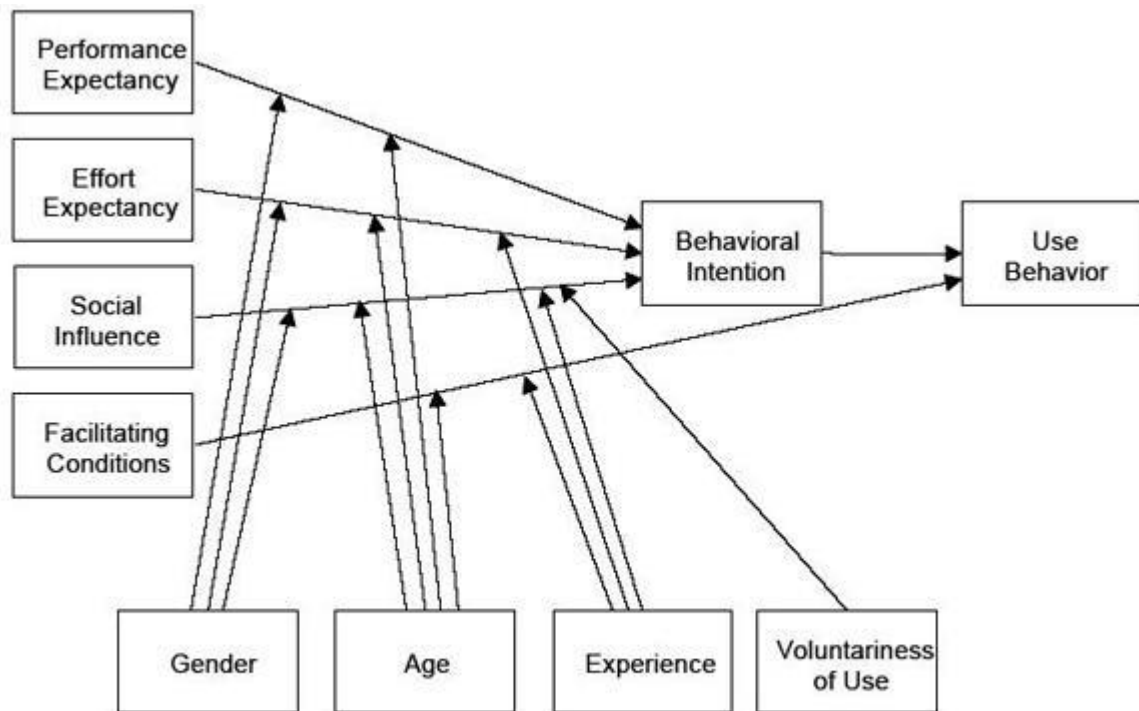 Performance
Expectancy
Effort
Expectancy
Social
Influence
Facilitating
Conditions
Behavioral
Intention
Use
Behavior
Gender
Age
Experience
Voluntariness
of Use